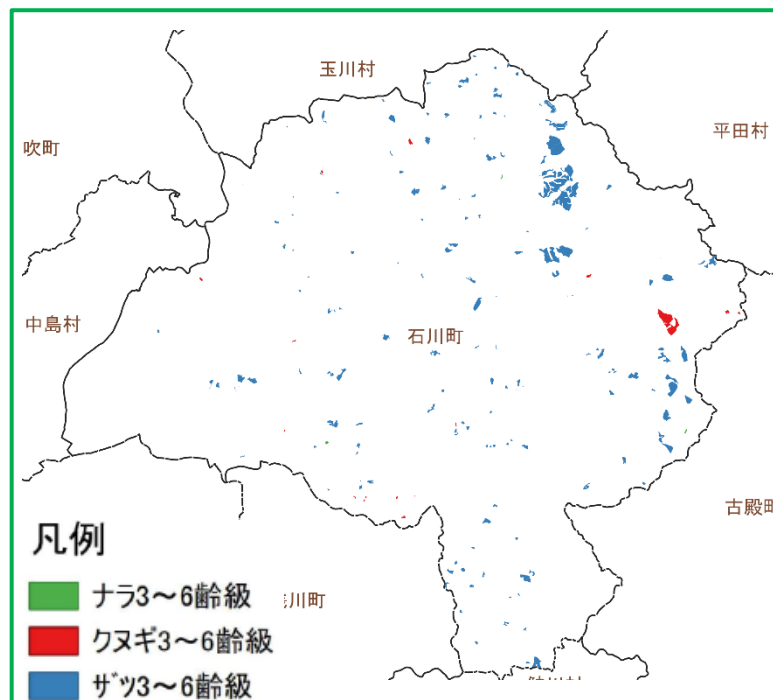 玉川村
平田村
吹町
中島村
石川町
古殿町
凡例
ナラ3～6齢級
川町
クヌギ3～6齢級
ザツ3～6齢級